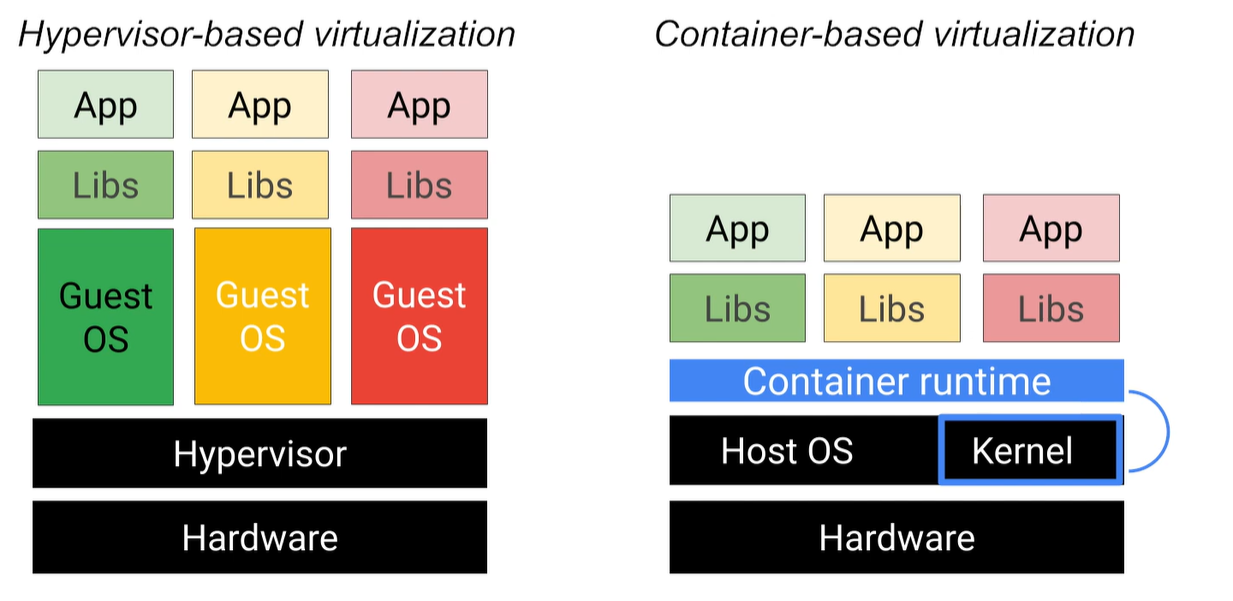 Hypervisor-based virtualization
App
App
App
Libs
Libs
Libs
Guest
OS
Guest
OS
Guest
OS
Hypervisor
Hardware
Container-based virtualization
App
App
App
Libs
Libs
Libs
Container runtime
Host OS
Kernel
Hardware